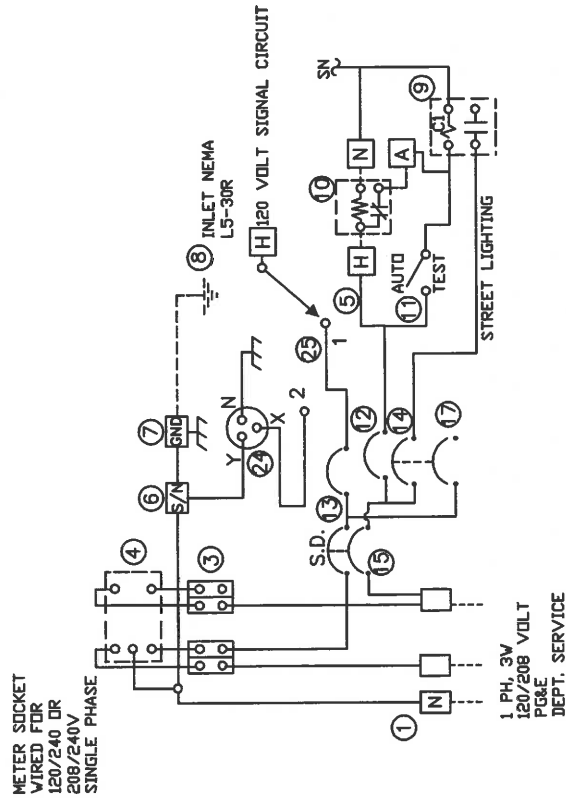 METER SOCKET
WIRED FOR
120/240 OR
208/240V
SINGLE PHASE
4
3
6
S/N
7
GND
8
INLET NEMA
L5-30R
H
120 VOLT SIGNAL CIRCUIT
Y
N
X
24
2
25
1
5
H
10
N
A
SN
9
C1
AUTO
TEST
11
STREET LIGHTING
12
14
17
13
S.D.
15
1
N
1 PH, 3W
120/208 VOLT
PG&E
DEPT. SERVICE